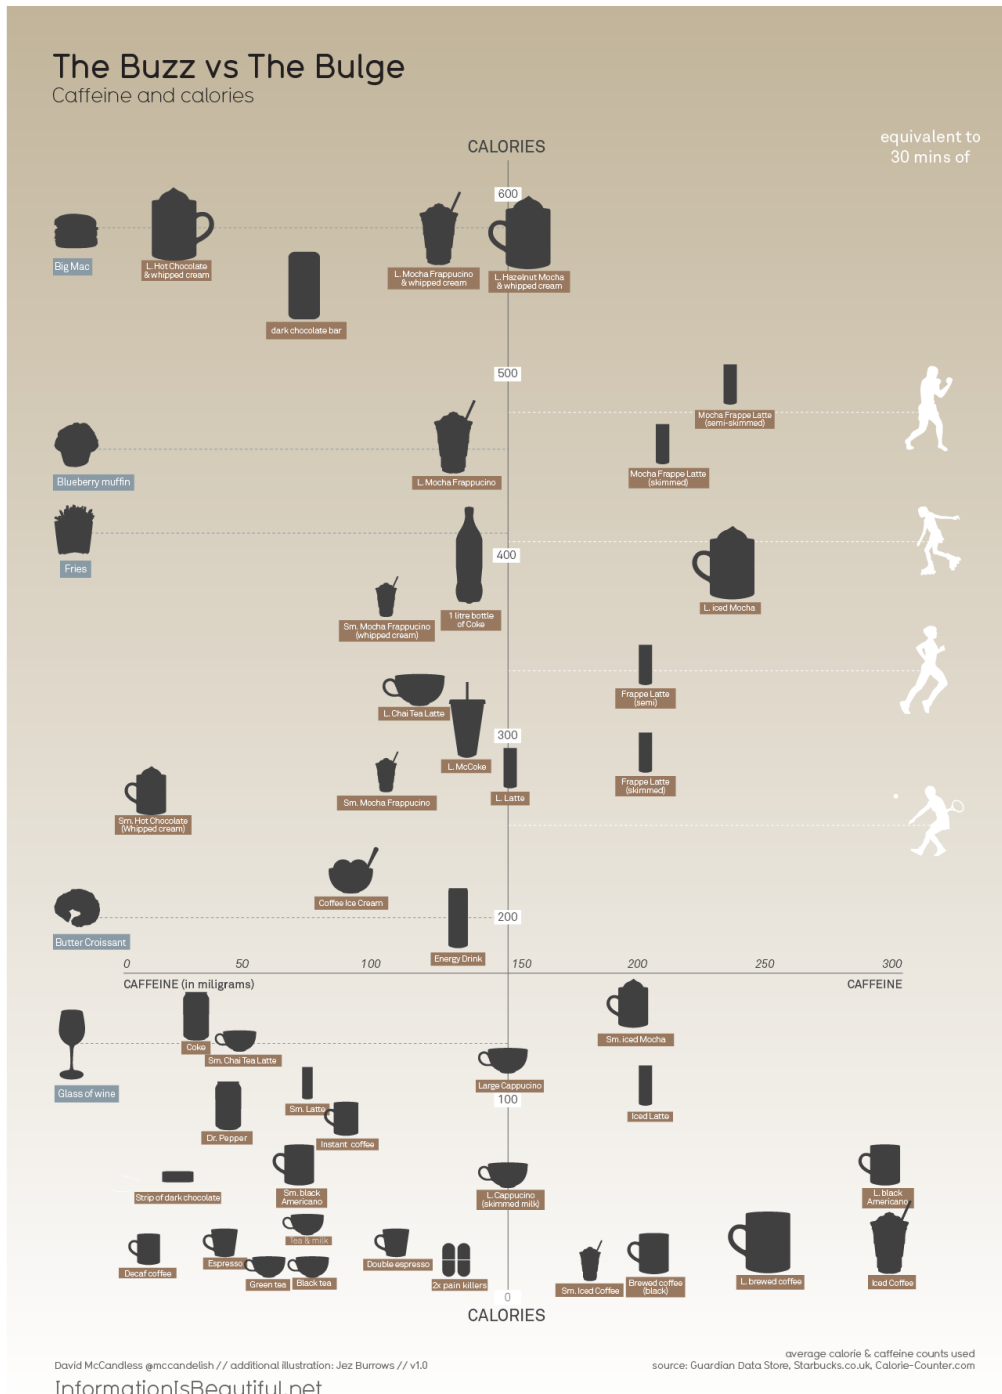 The Buzz vs The Bulge
Caffeine and calories
equivalent to
30 mins of
CALORIES
600
Big Mac
L. Hot Chocolate
& whipped cream
L. Mocha Frappucino
& whipped cream
L. Hazelnut Mocha
& whipped cream
dark chocolate bar
500
Mocha Frappe Latte
(semi-skimmed)
Blueberry muffin
L. Mocha Frappucino
Mocha Frappe Latte
(skimmed)
Fries
400
1 litre bottle
of Coke
L. iced Mocha
Sm. Mocha Frappucino
(whipped cream)
Frappe Latte
(semi)
L. Chai Tea Latte
300
L. McCoke
Frappe Latte
(skimmed)
L. Latte
Sm. Mocha Frappucino
Sm. Hot Chocolate
(Whipped cream)
Coffee Ice Cream
200
Butter Croissant
Energy Drink
0 50 100 150 200 250 300
CAFFEINE (in miligrams)
CAFFEINE
Coke
Sm. iced Mocha
Sm. Chai Tea Latte
Glass of wine
Large Cappucino
100
Sm. Latte
Iced Latte
Dr. Pepper
Instant coffee
Strip of dark chocolate
Sm. black
Americano
L. Cappucino
(skimmed milk)
L. black
Americano
Tea & milk
Decaf coffee
Espresso
Green tea
Black tea
Double espresso
2x pain killers
Sm. Iced Coffee
Brewed coffee
(black)
L. brewed coffee
Iced Coffee
0
CALORIES
David McCandless @mccandelish // additional illustration: Jez Burrows // v1.0
average calorie & caffeine counts used
source: Guardian Data Store, Starbucks.co.uk, Calorie-Counter.com
InformationIsBeautiful.net